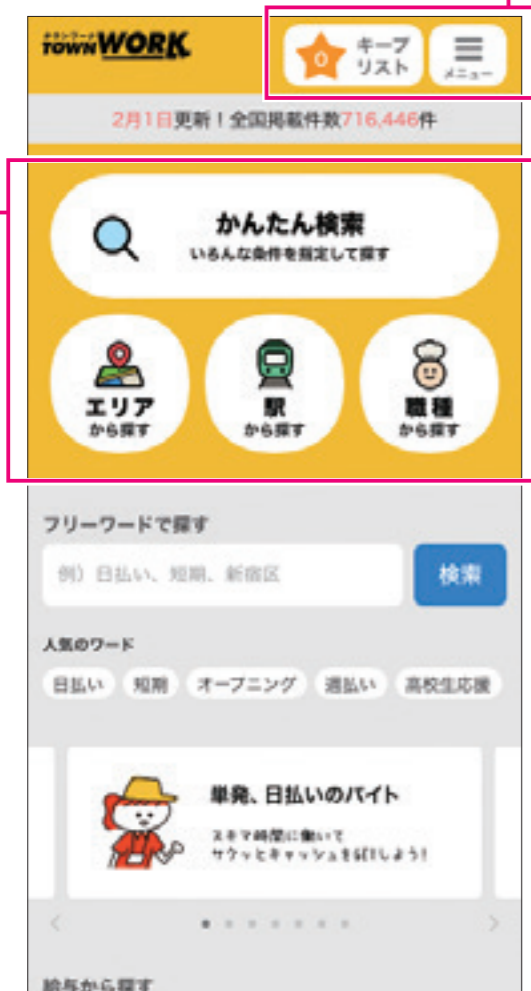 タウンワーク
TOWNWORK
0
キープ
リスト
メニュー
2月1日更新！全国掲載件数716,446件
かんたん検索
いろんな条件を指定して探す
エリア
から探す
駅
から探す
職種
から探す
フリーワードで探す
例）日払い、短期、新宿区
検索
人気のワード
日払い 短期 オープニング 週払い 高校生応援
単発、日払いのバイト
スキマ時間に働いて
サクッとキャッシュをGETしよう!
給与から探す